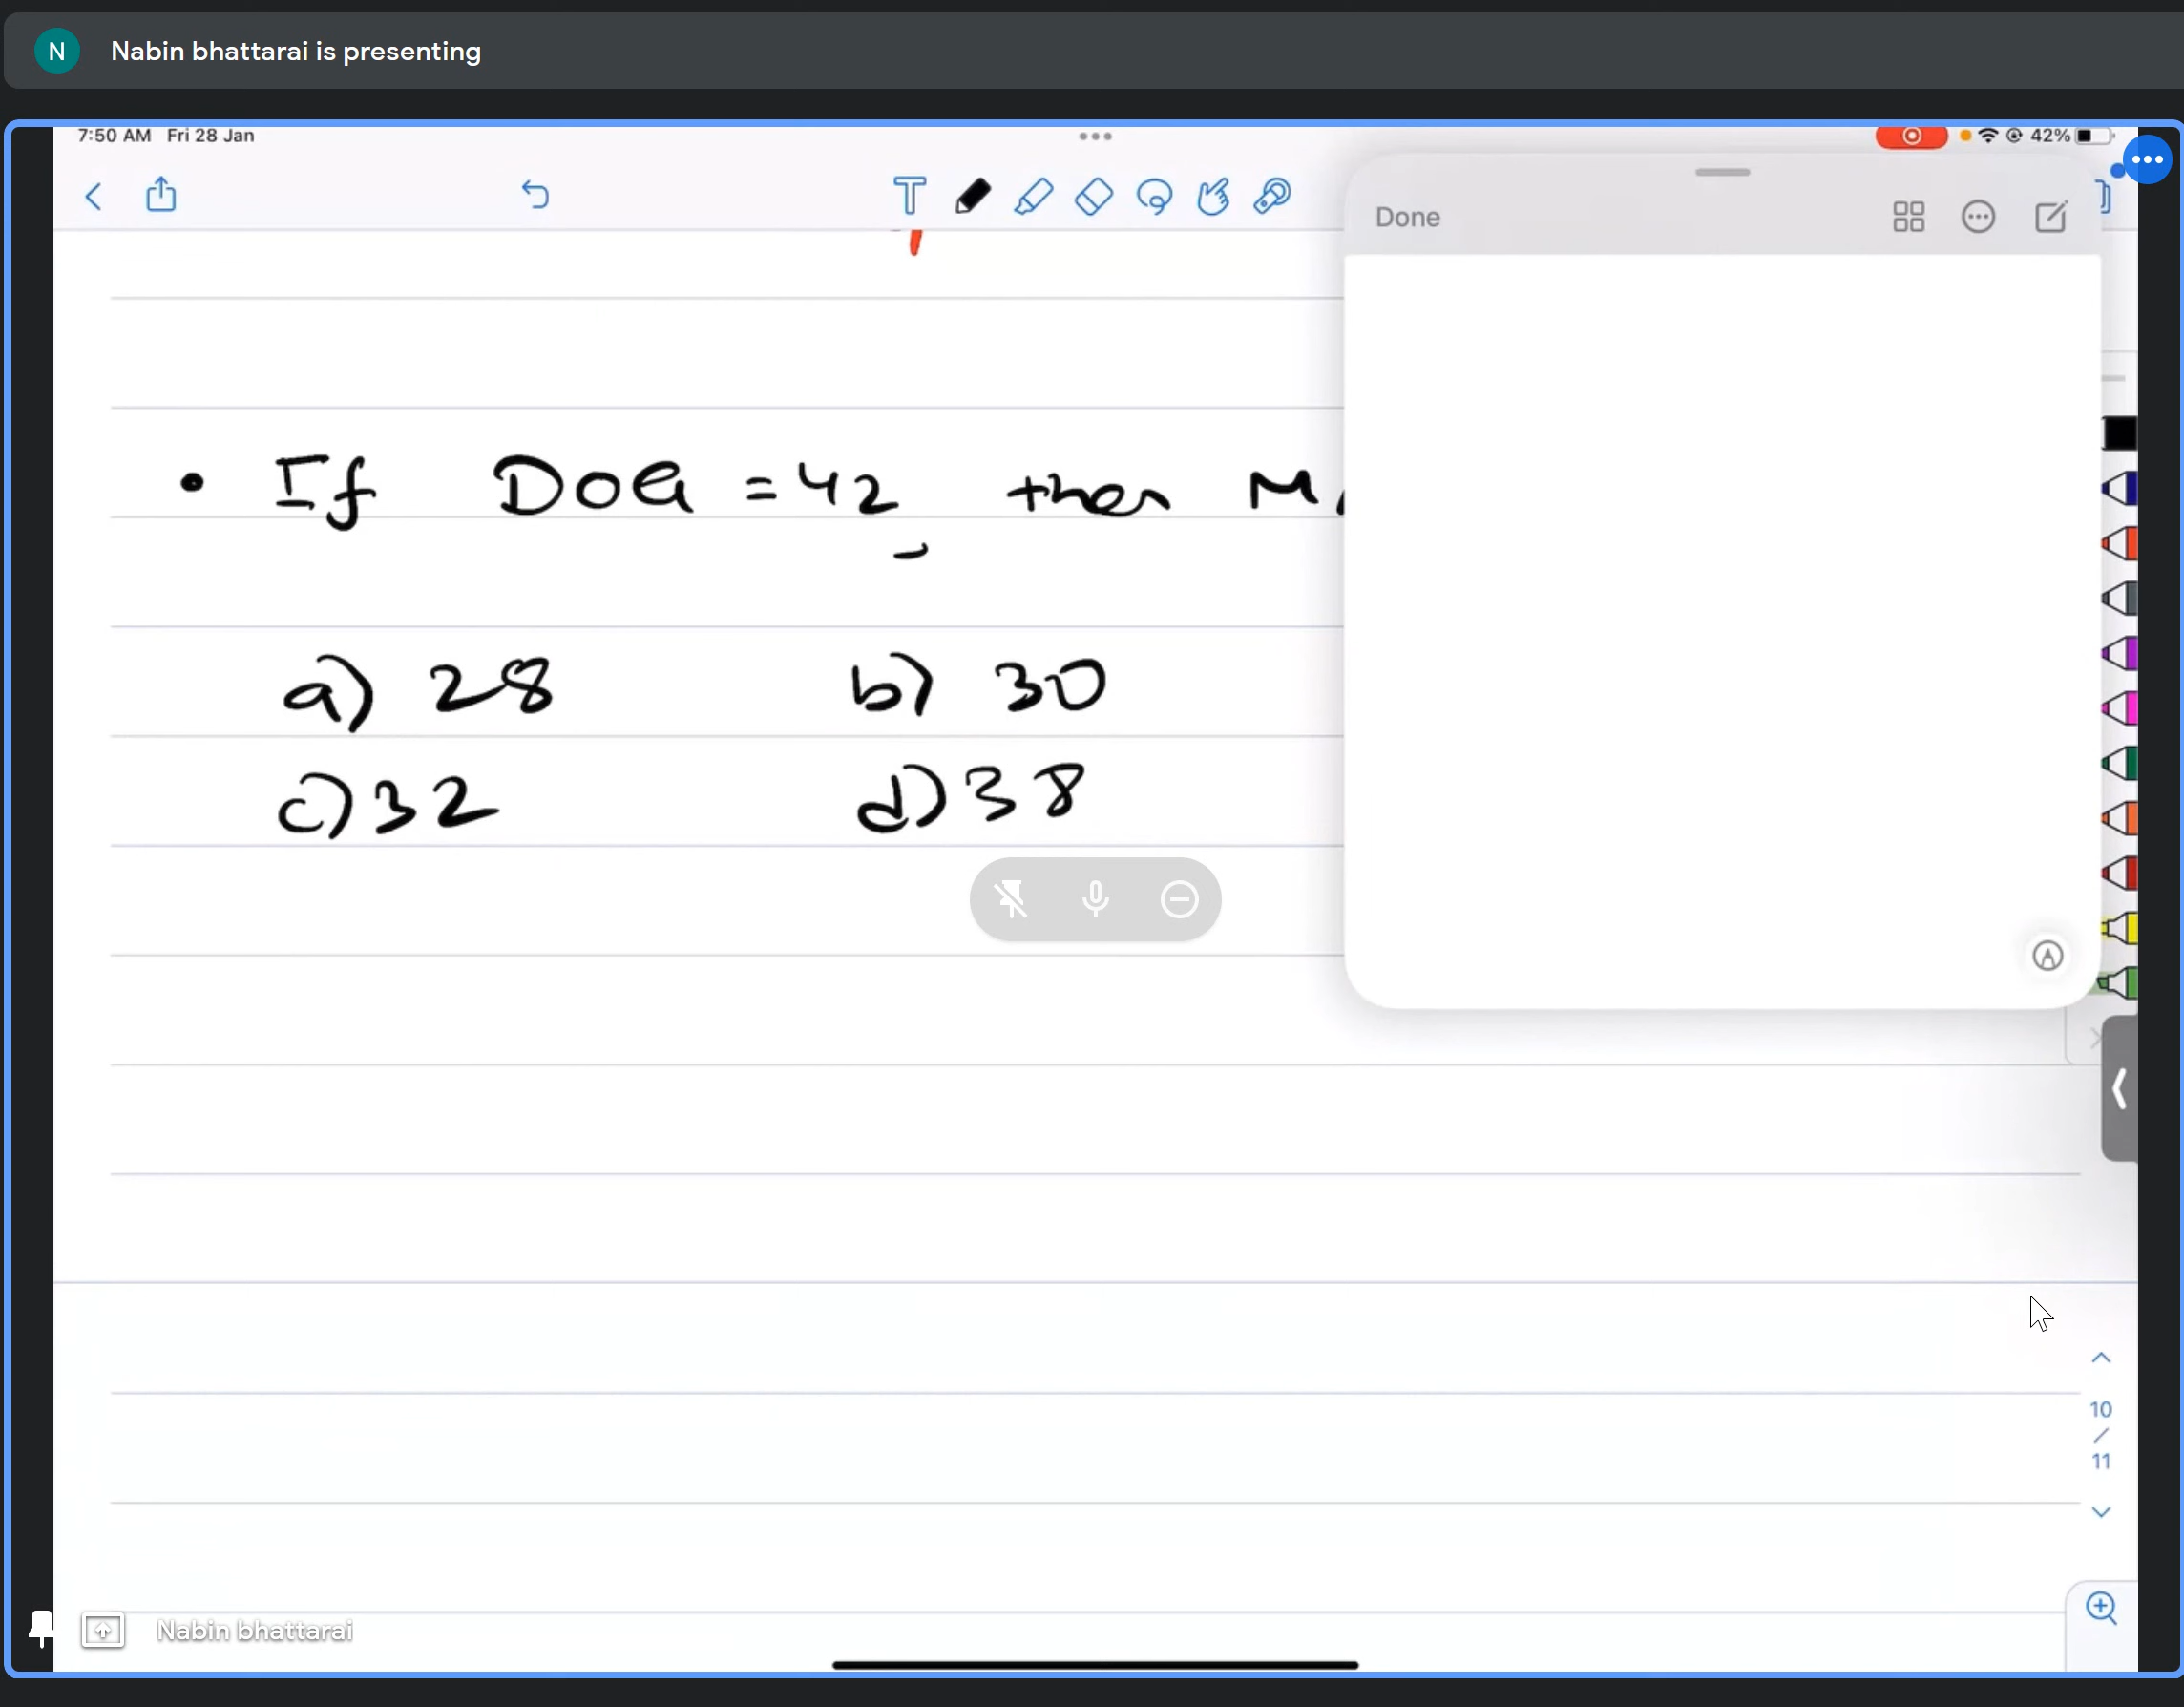 N Nabin bhattarai is presenting
7:50 AM Fri 28 Jan
42%
Done
• If DOG = 42, then M
a) 28 b) 30
c) 32 d) 38
10
/
11
Nabin bhattarai